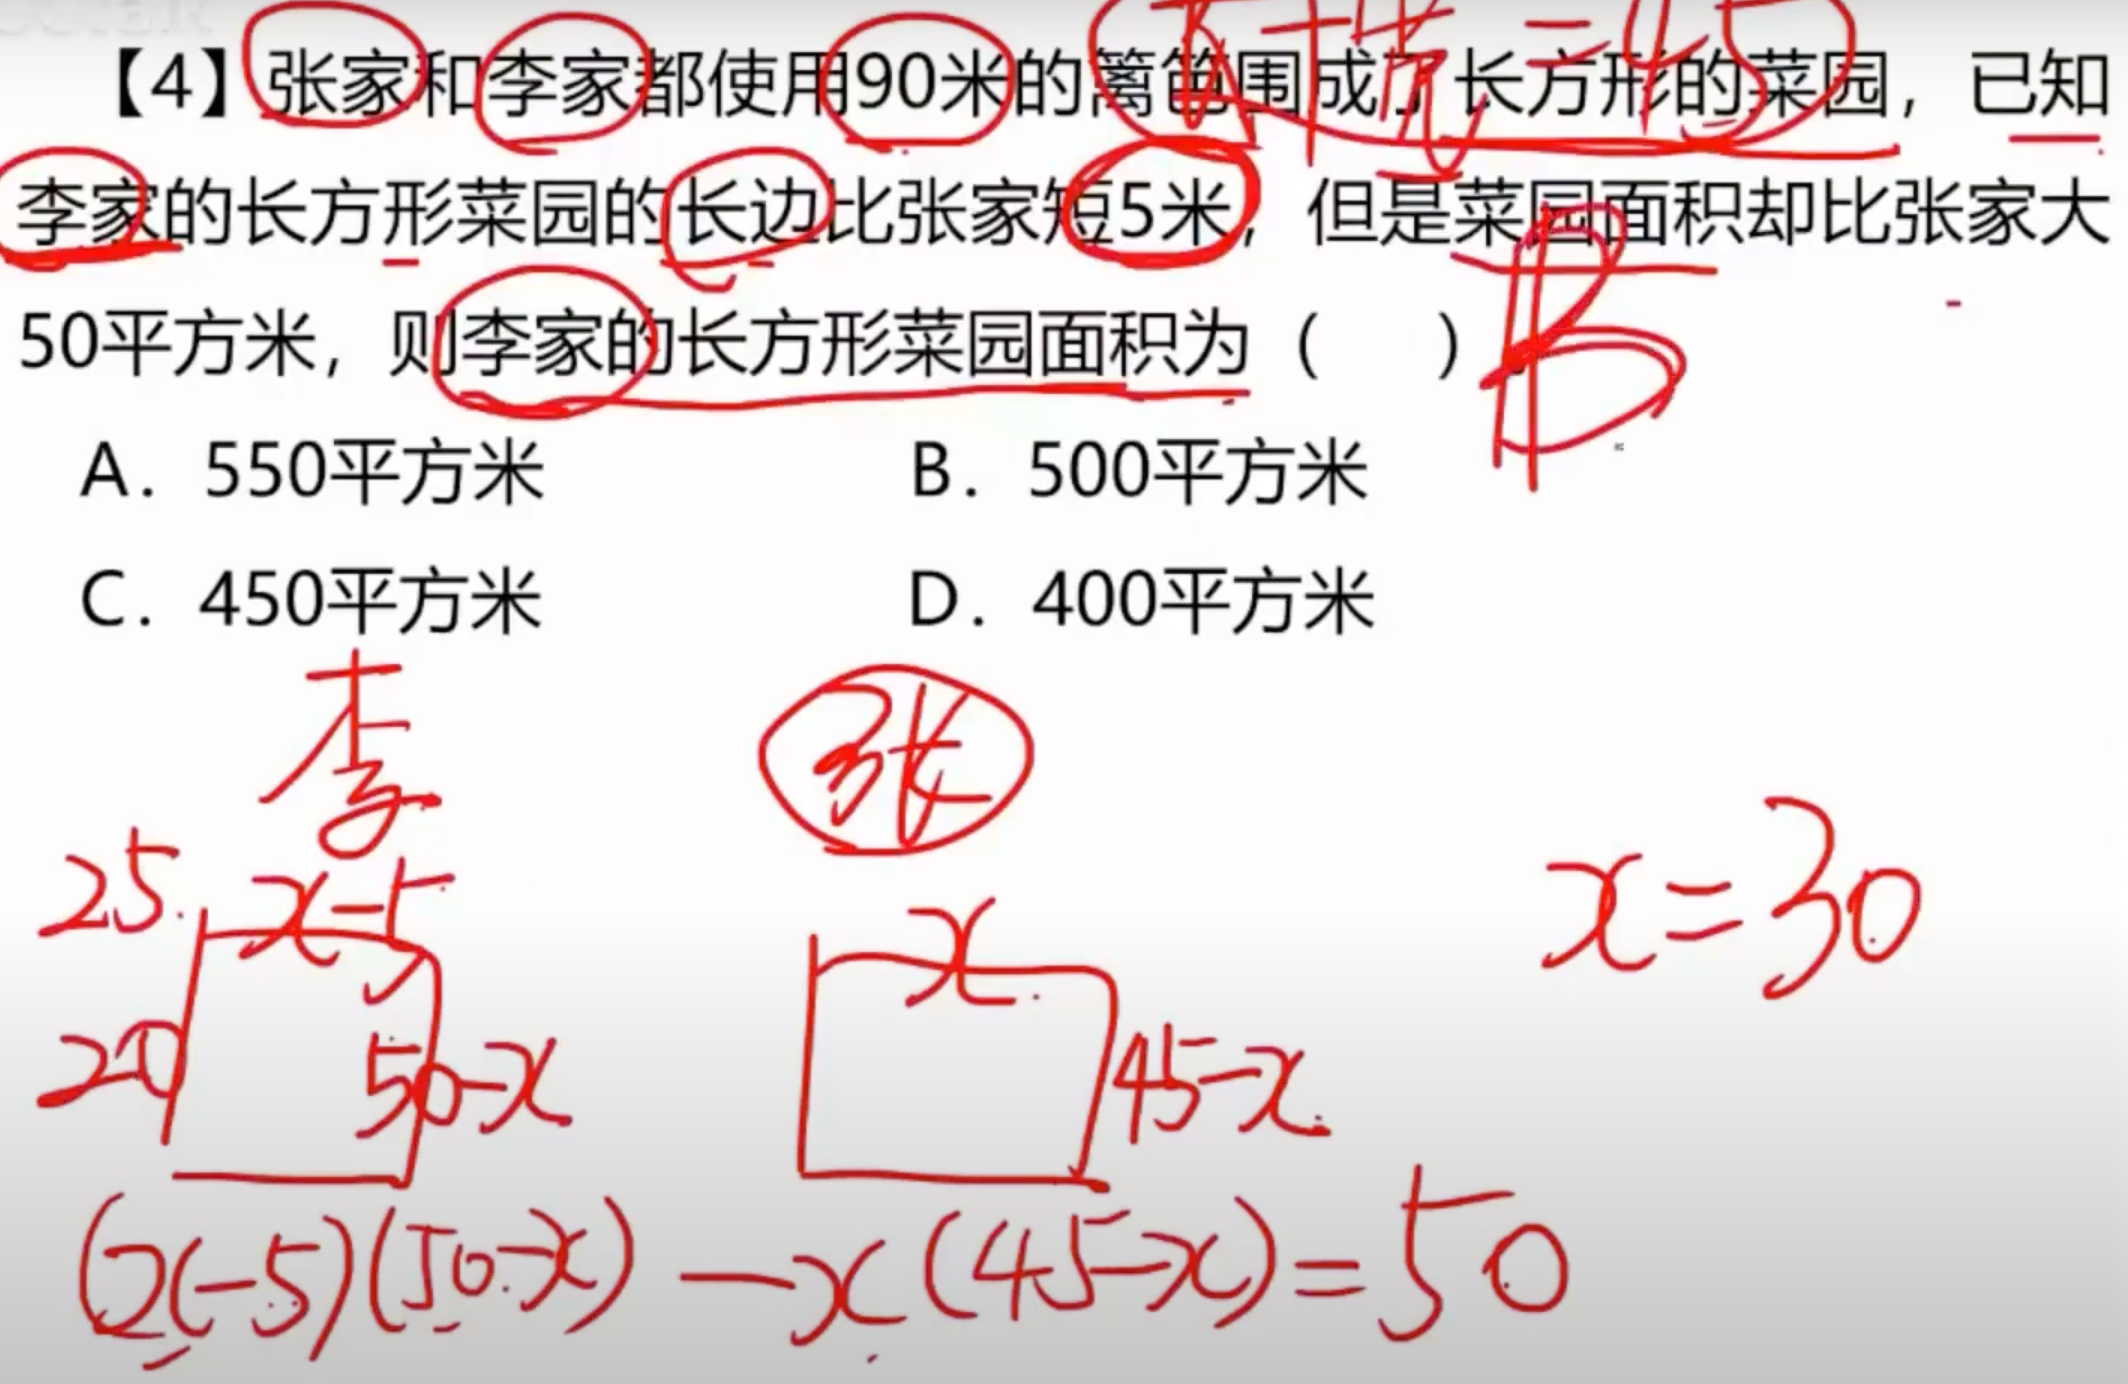 长+宽=45
【4】张家和李家都使用90米的篱笆围成了长方形的菜园，已知
李家的长方形菜园的长边比张家短5米，但是菜园面积却比张家大
50平方米，则李家的长方形菜园面积为（ ）
B
A. 550平方米 B. 500平方米
C. 450平方米 D. 400平方米
李 张
25 x-5 x x=30
20 50-x 45-x
(x-5)(50-x)-x(45-x)=50